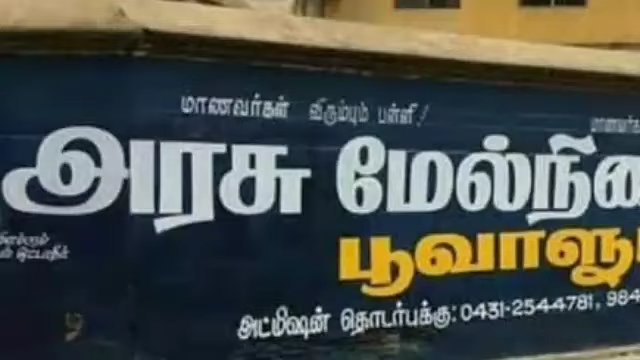 மாணவர்கள் விரும்பும் பள்ளி!
அரசு மேல்நிலை
பூவாளூர்
அட்மிஷன் தொடர்புக்கு: 0431-2544781, 984